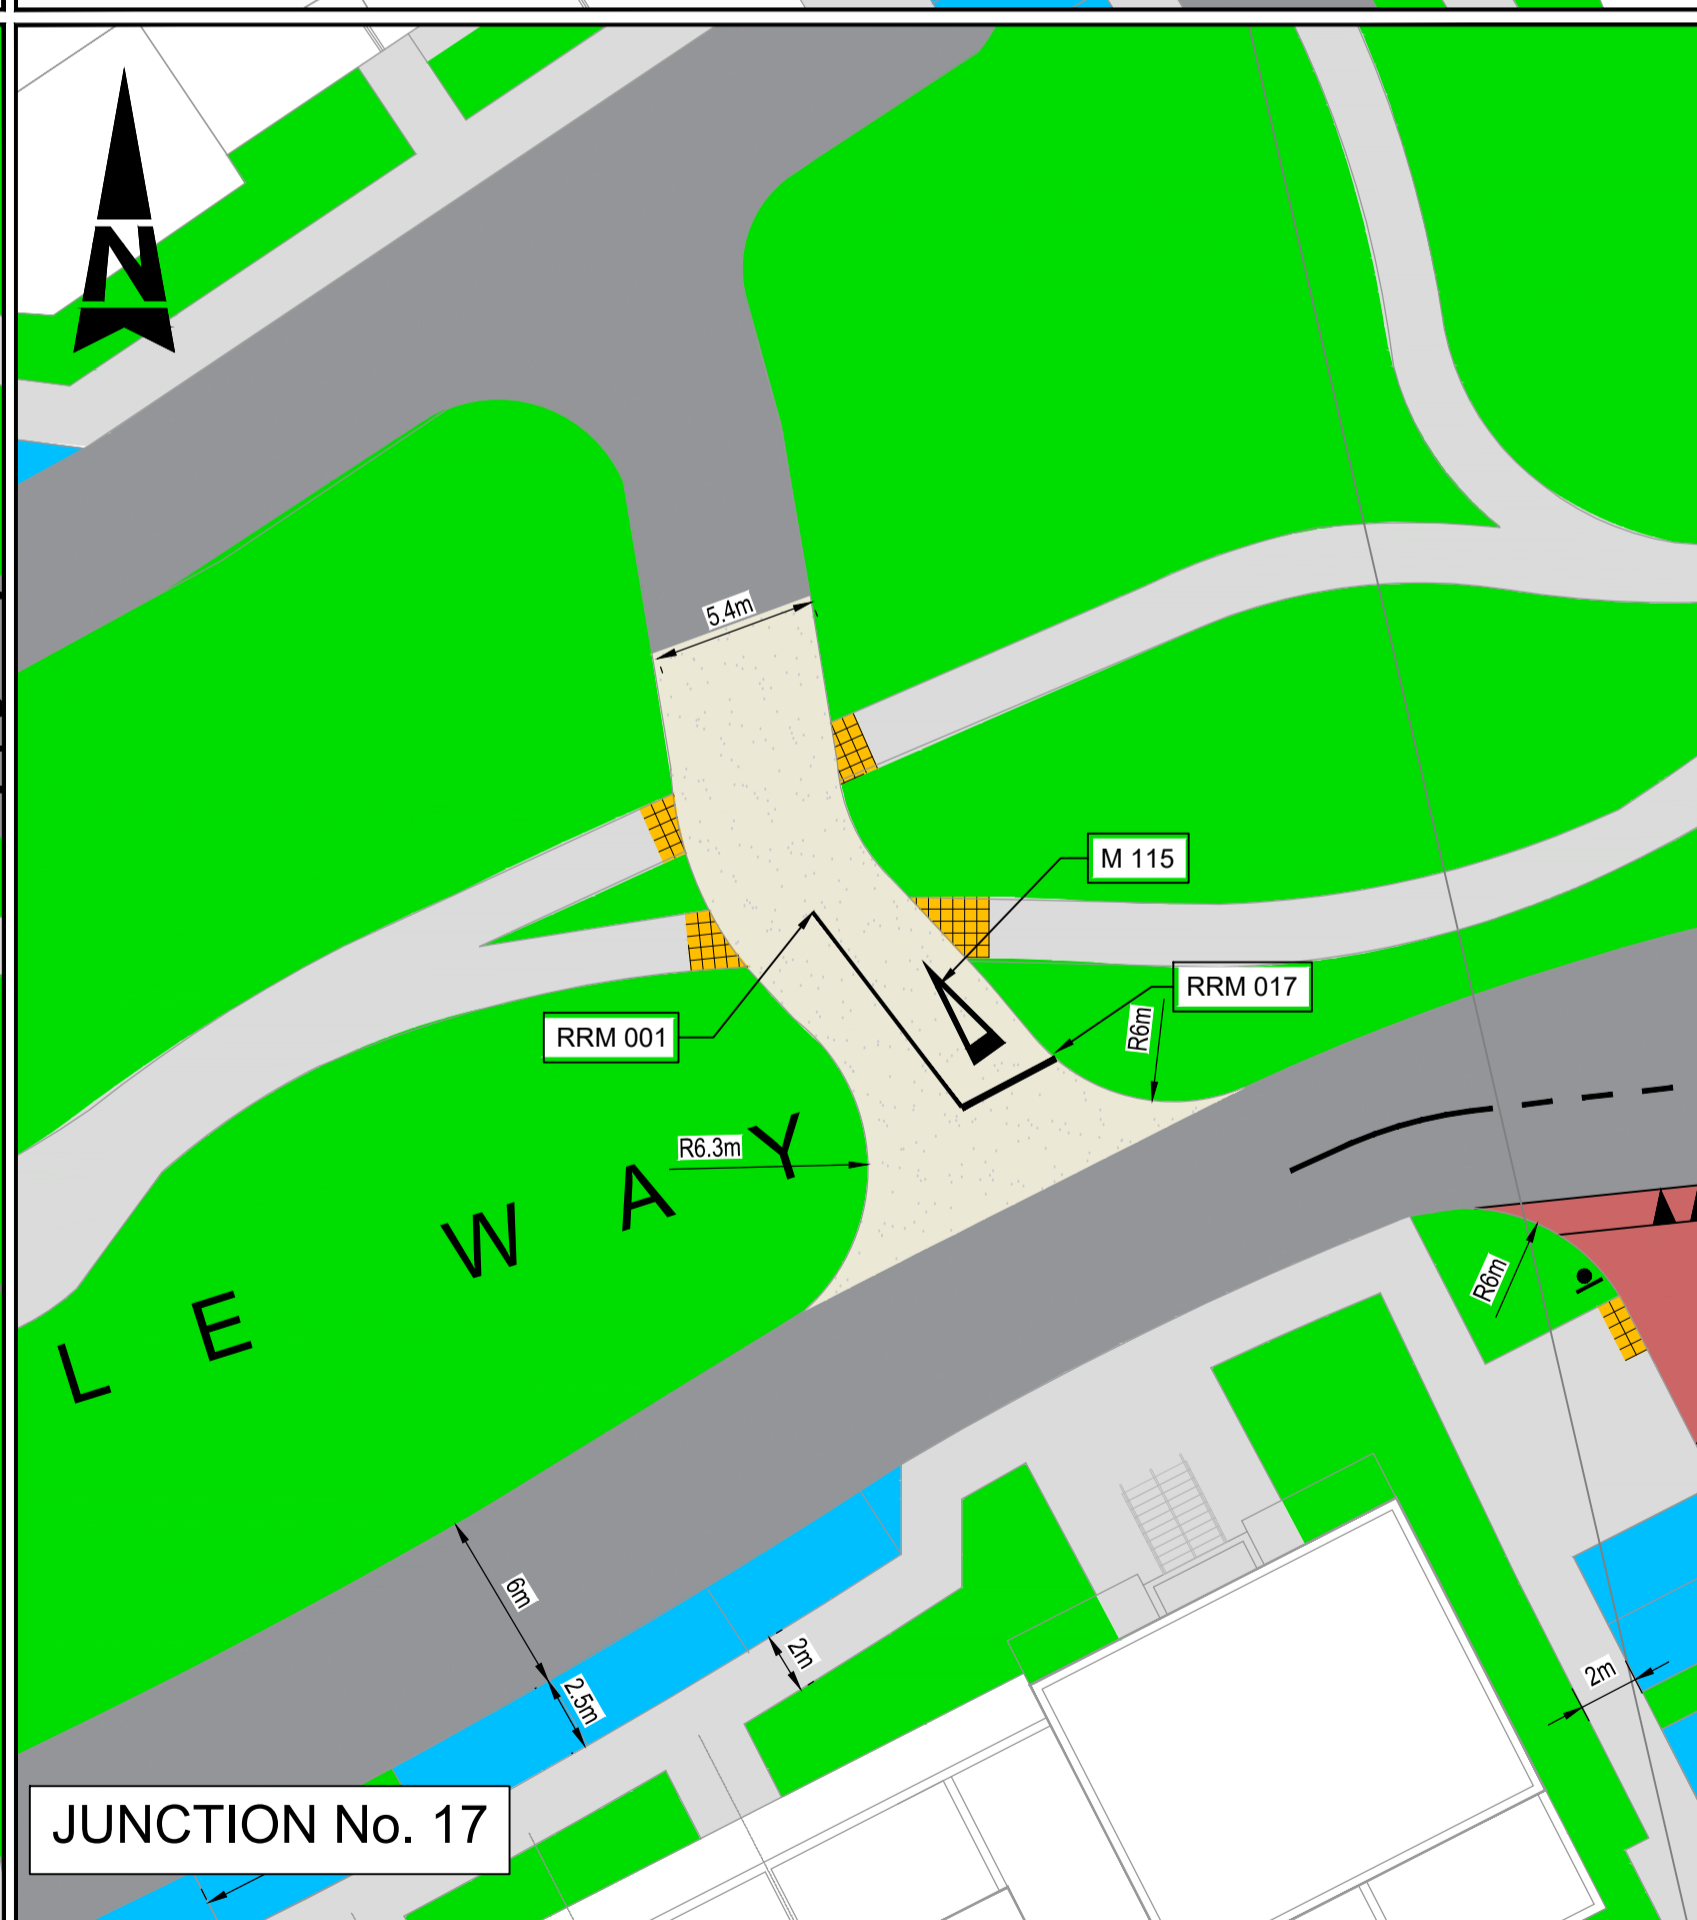 N
5.4m
M 115
RRM 017
RRM 001
R6m
R6.3m
L E W A Y
R6m
6m
2m
2.5m
2m
JUNCTION No. 17